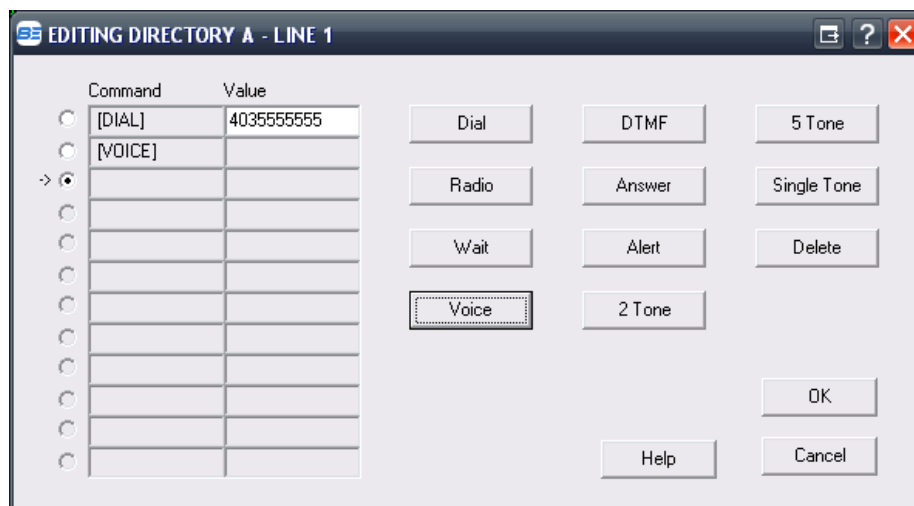 EDITING DIRECTORY A - LINE 1
Command Value
[DIAL] 4035555555
[VOICE]
->
Dial DTMF 5 Tone
Radio Answer Single Tone
Wait Alert Delete
Voice 2 Tone
OK
Help Cancel